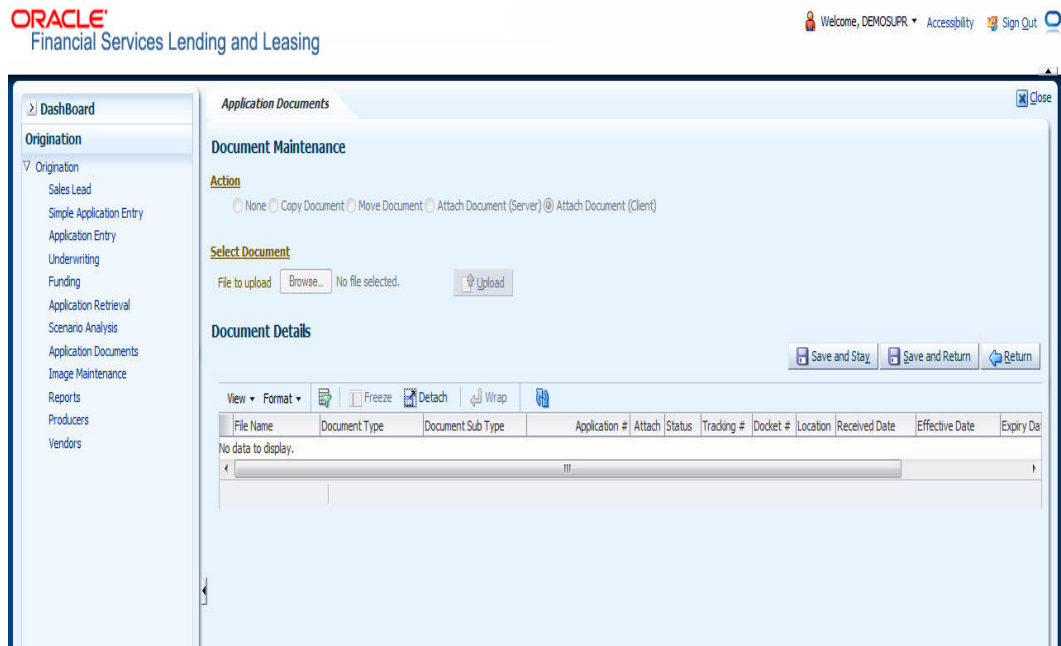 ORACLE
Financial Services Lending and Leasing
Welcome, DEMOSUPR
Accessibility
Sign Out
DashBoard
Origination
Origination
Sales Lead
Simple Application Entry
Application Entry
Underwriting
Funding
Application Retrieval
Scenario Analysis
Application Documents
Image Maintenance
Reports
Producers
Vendors
Application Documents
Close
Document Maintenance
Action
None Copy Document Move Document Attach Document (Server) Attach Document (Client)
Select Document
File to upload Browse... No file selected. Upload
Document Details
Save and Stay Save and Return Return
View Format Freeze Detach Wrap
File Name Document Type Document Sub Type Application # Attach Status Tracking # Docket # Location Received Date Effective Date Expiry Da
No data to display.